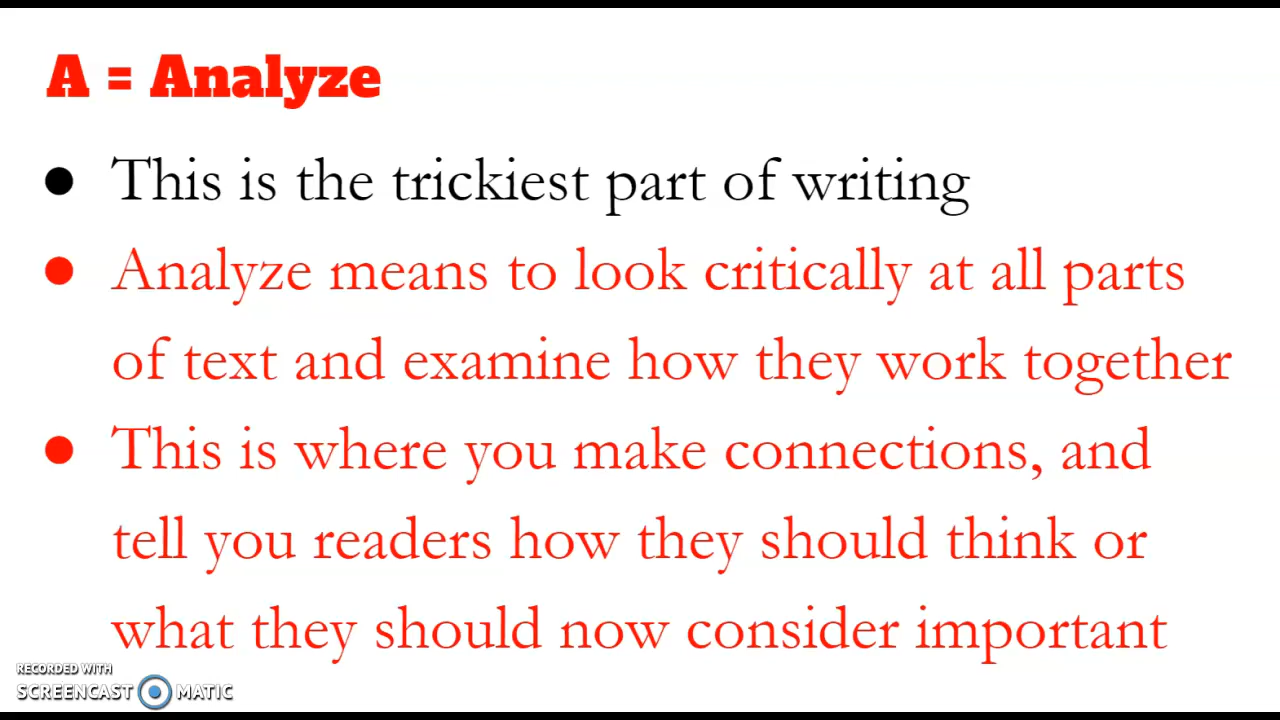 A = Analyze
● This is the trickiest part of writing
● Analyze means to look critically at all parts
of text and examine how they work together
● This is where you make connections, and
tell you readers how they should think or
what they should now consider important
RECORDED WITH
SCREENCAST MATIC